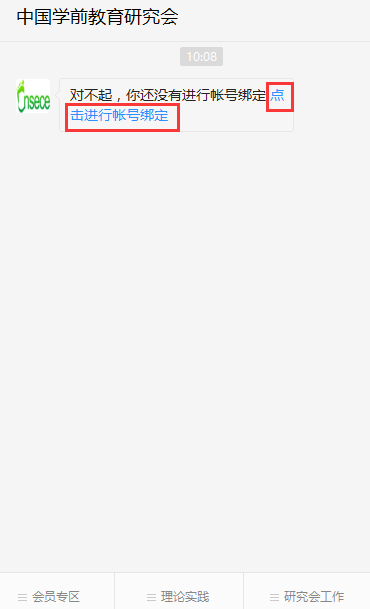 中国学前教育研究会
10:08
cnsece
对不起，你还没有进行帐号绑定 点
击进行帐号绑定
会员专区 理论实践 研究会工作